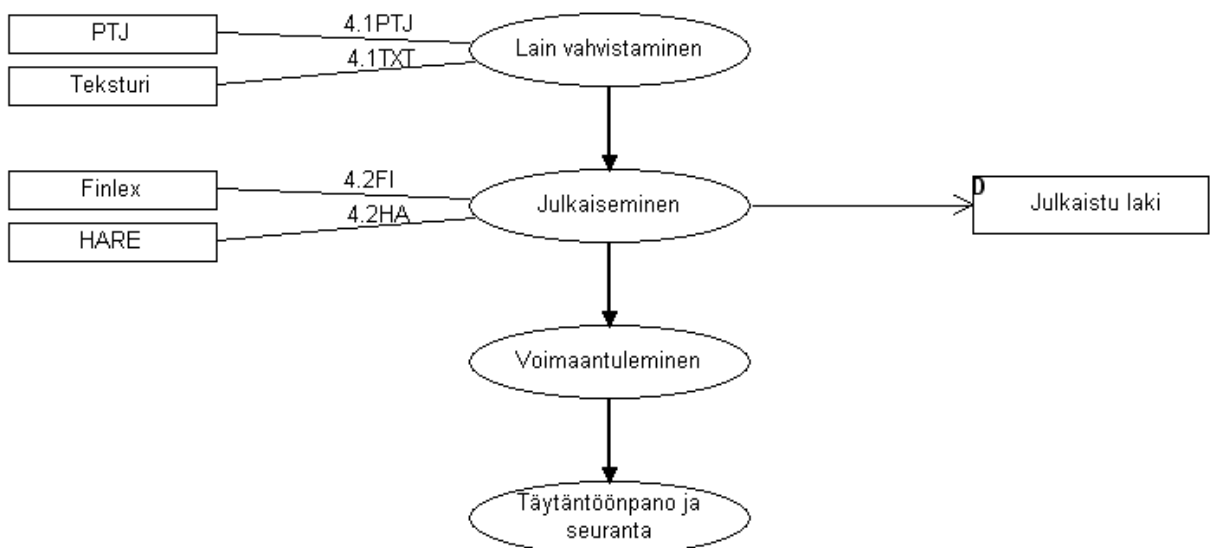 PTJ
4.1PTJ
Lain vahvistaminen
Teksturi
4.1TXT
Finlex
4.2FI
Julkaiseminen
D
Julkaistu laki
HARE
4.2HA
Voimaantuleminen
Täytäntöönpano ja
seuranta